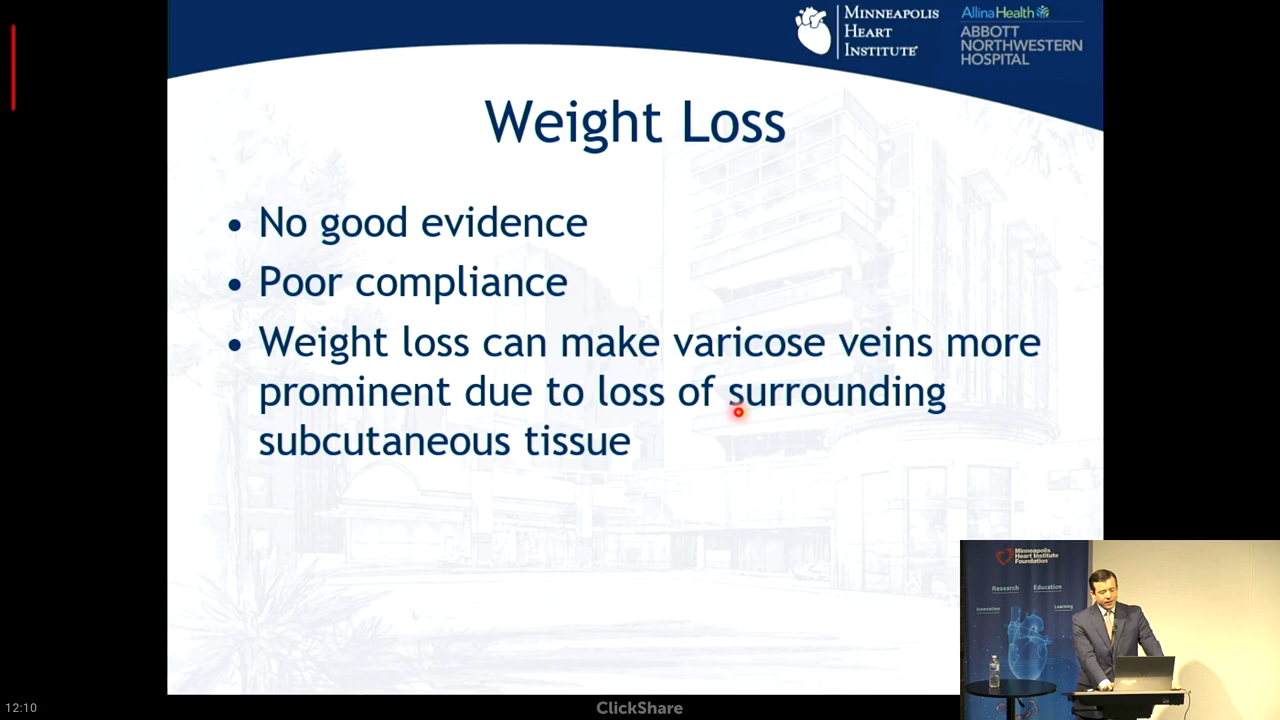 MINNEAPOLIS
HEART
INSTITUTE®
AllinaHealth
ABBOTT
NORTHWESTERN
HOSPITAL
Weight Loss
• No good evidence
• Poor compliance
• Weight loss can make varicose veins more
prominent due to loss of surrounding
subcutaneous tissue
Minneapolis
Heart Institute
Foundation
Research
Education
Innovation
Learning
12:10
ClickShare